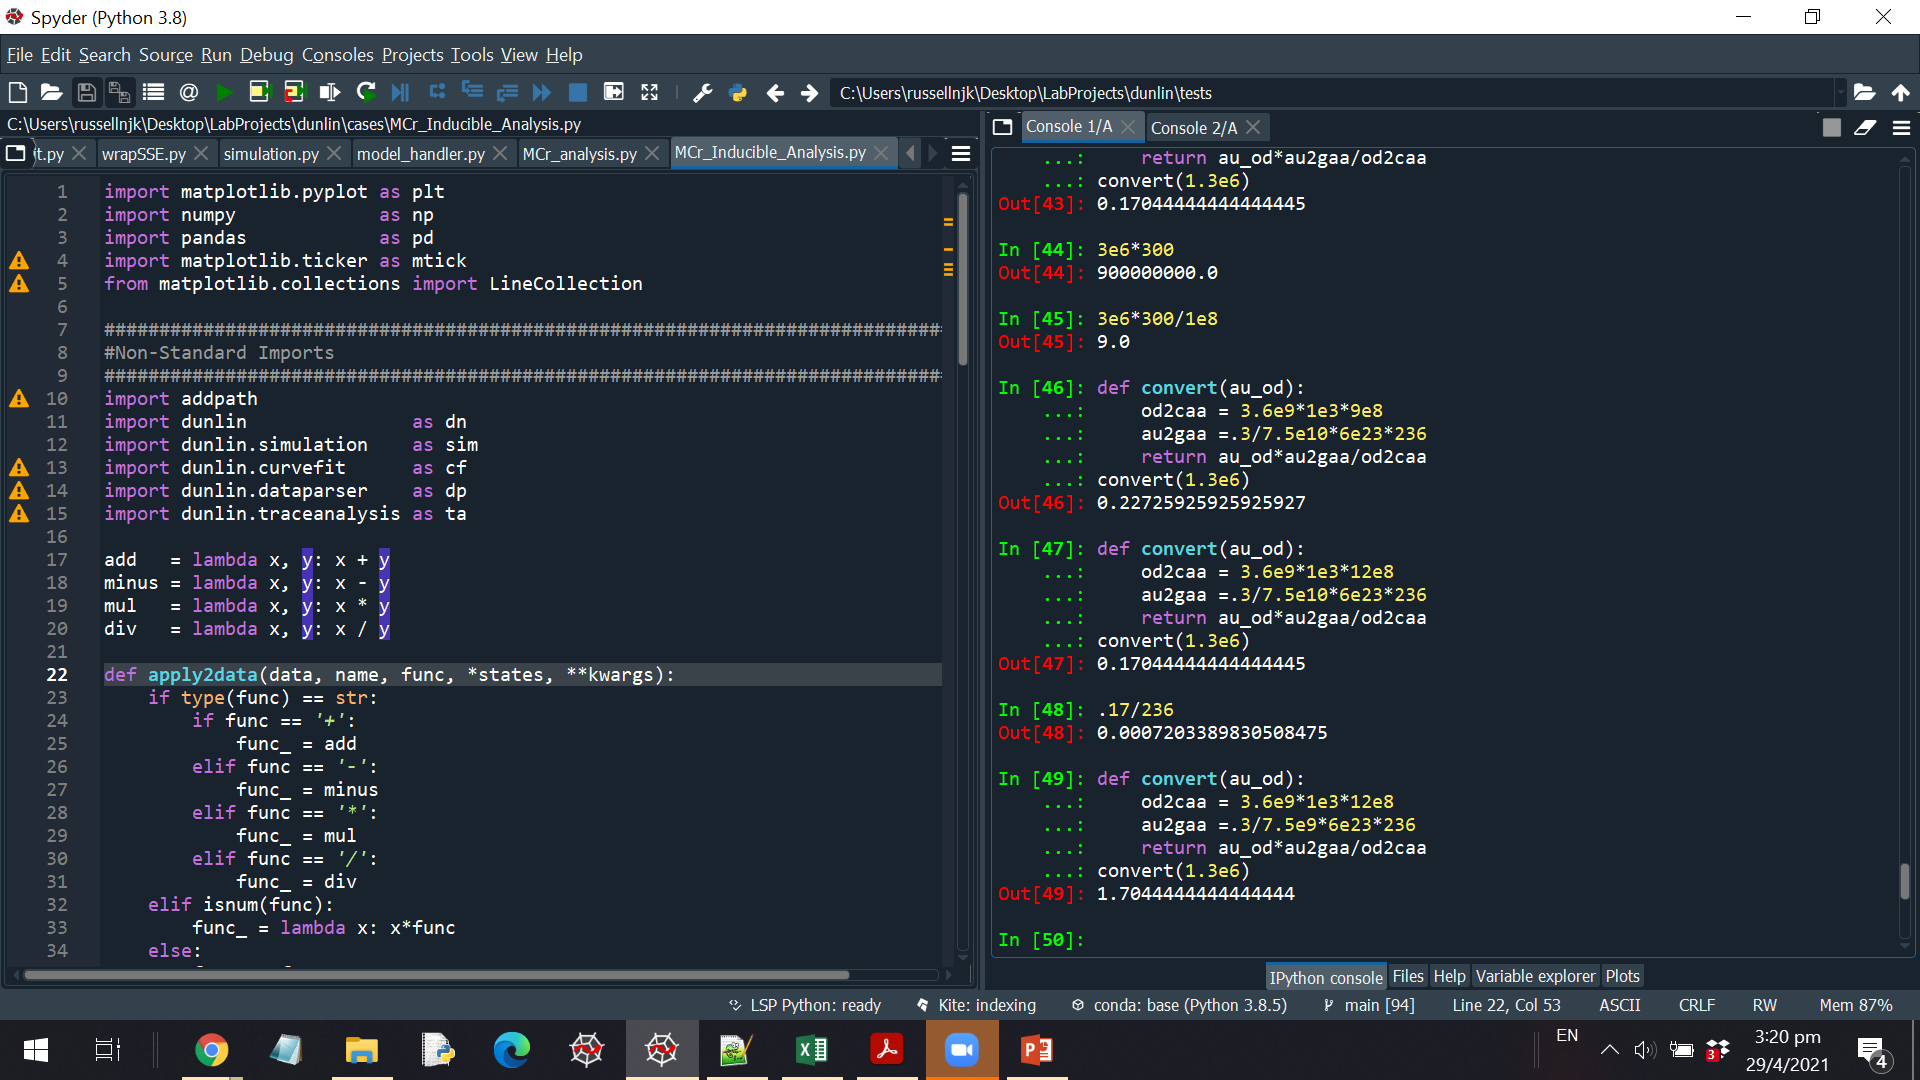 Spyder (Python 3.8)
File Edit Search Source Run Debug Consoles Projects Tools View Help
C:\Users\russellnjk\Desktop\LabProjects\dunlin\tests
C:\Users\russellnjk\Desktop\LabProjects\dunlin\cases\MCr_Inducible_Analysis.py
t.py wrapSSE.py simulation.py model_handler.py MCr_analysis.py MCr_Inducible_Analysis.py
1 import matplotlib.pyplot as plt
2 import numpy as np
3 import pandas as pd
4 import matplotlib.ticker as mtick
5 from matplotlib.collections import LineCollection
6
7 ############################################################################
8 #Non-Standard Imports
9 ############################################################################
10 import addpath
11 import dunlin as dn
12 import dunlin.simulation as sim
13 import dunlin.curvefit as cf
14 import dunlin.dataparser as dp
15 import dunlin.traceanalysis as ta
16
17 add = lambda x, y: x + y
18 minus = lambda x, y: x - y
19 mul = lambda x, y: x * y
20 div = lambda x, y: x / y
21
22 def apply2data(data, name, func, *states, **kwargs):
23 if type(func) == str:
24 if func == '+':
25 func_ = add
26 elif func == '-':
27 func_ = minus
28 elif func == '*':
29 func_ = mul
30 elif func == '/':
31 func_ = div
32 elif isnum(func):
33 func_ = lambda x: x*func
34 else:
Console 1/A Console 2/A
...: return au_od*au2gaa/od2caa
...: convert(1.3e6)
Out[43]: 0.17044444444444445
In [44]: 3e6*300
Out[44]: 900000000.0
In [45]: 3e6*300/1e8
Out[45]: 9.0
In [46]: def convert(au_od):
...: od2caa = 3.6e9*1e3*9e8
...: au2gaa =.3/7.5e10*6e23*236
...: return au_od*au2gaa/od2caa
...: convert(1.3e6)
Out[46]: 0.22725925925925927
In [47]: def convert(au_od):
...: od2caa = 3.6e9*1e3*12e8
...: au2gaa =.3/7.5e10*6e23*236
...: return au_od*au2gaa/od2caa
...: convert(1.3e6)
Out[47]: 0.17044444444444445
In [48]: .17/236
Out[48]: 0.0007203389830508475
In [49]: def convert(au_od):
...: od2caa = 3.6e9*1e3*12e8
...: au2gaa =.3/7.5e9*6e23*236
...: return au_od*au2gaa/od2caa
...: convert(1.3e6)
Out[49]: 1.7044444444444444
In [50]:
IPython console Files Help Variable explorer Plots
LSP Python: ready Kite: indexing conda: base (Python 3.8.5) main [94] Line 22, Col 53 ASCII CRLF RW Mem 87%
EN
3:20 pm
29/4/2021
3
4